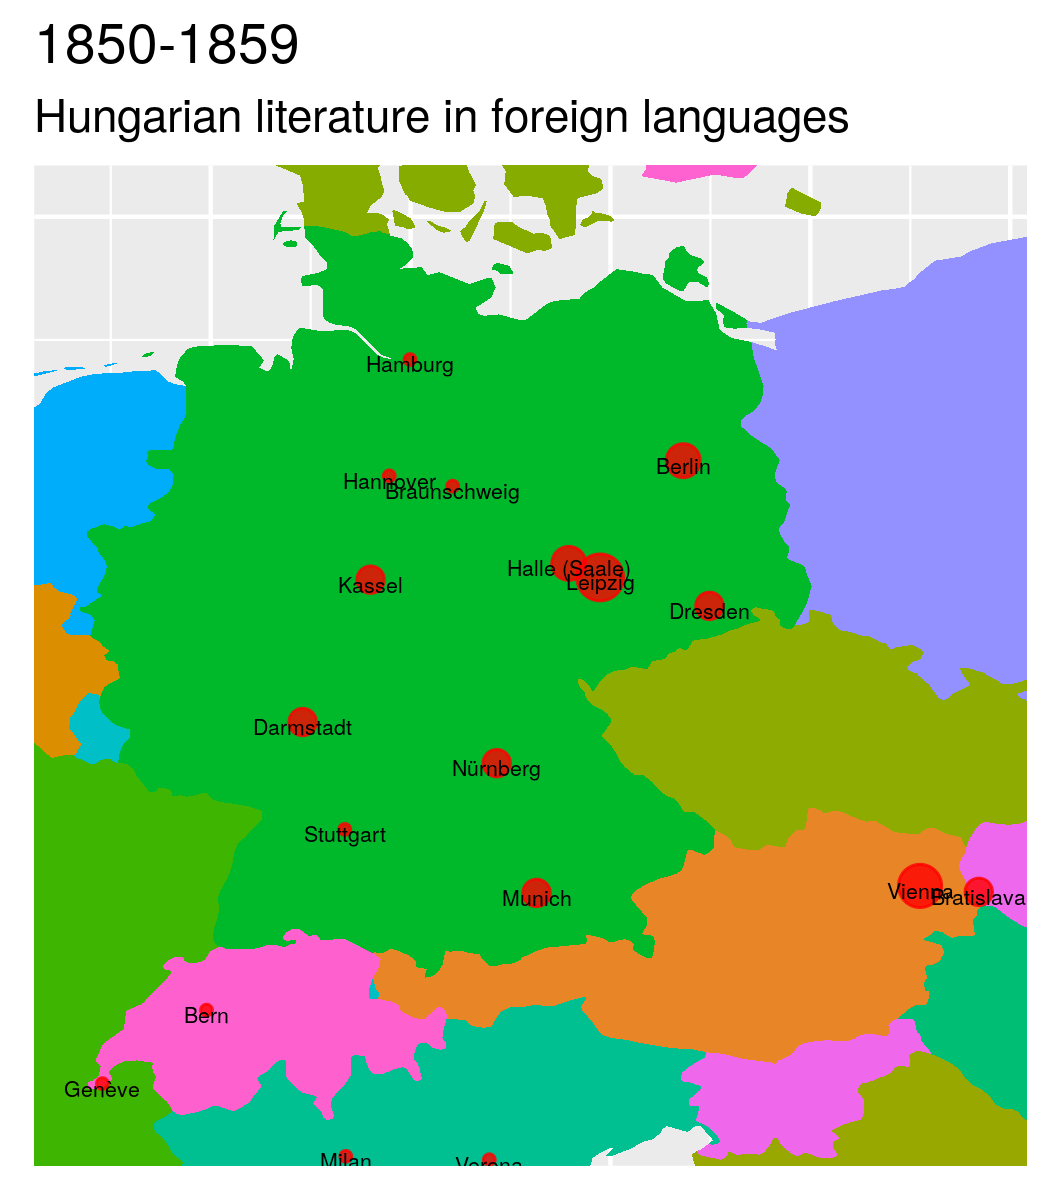 1850-1859
Hungarian literature in foreign languages
Hamburg
Berlin
Hannover
Braunschweig
Halle (Saale)
Leipzig
Kassel
Dresden
Darmstadt
Nürnberg
Stuttgart
Munich
Vienna
Bratislava
Bern
Genève
Milan
Verona